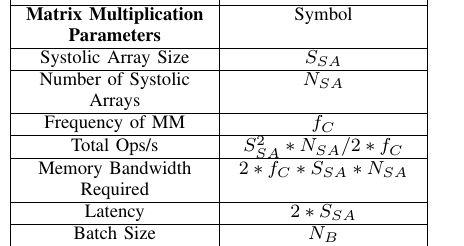 Matrix Multiplication Symbol
Parameters
Systolic Array Size S_{SA}
Number of Systolic N_{SA}
Arrays
Frequency of MM f_C
Total Ops/s S_{SA}^2 * N_{SA}/2 * f_C
Memory Bandwidth 2 * f_C * S_{SA} * N_{SA}
Required
Latency 2 * S_{SA}
Batch Size N_B